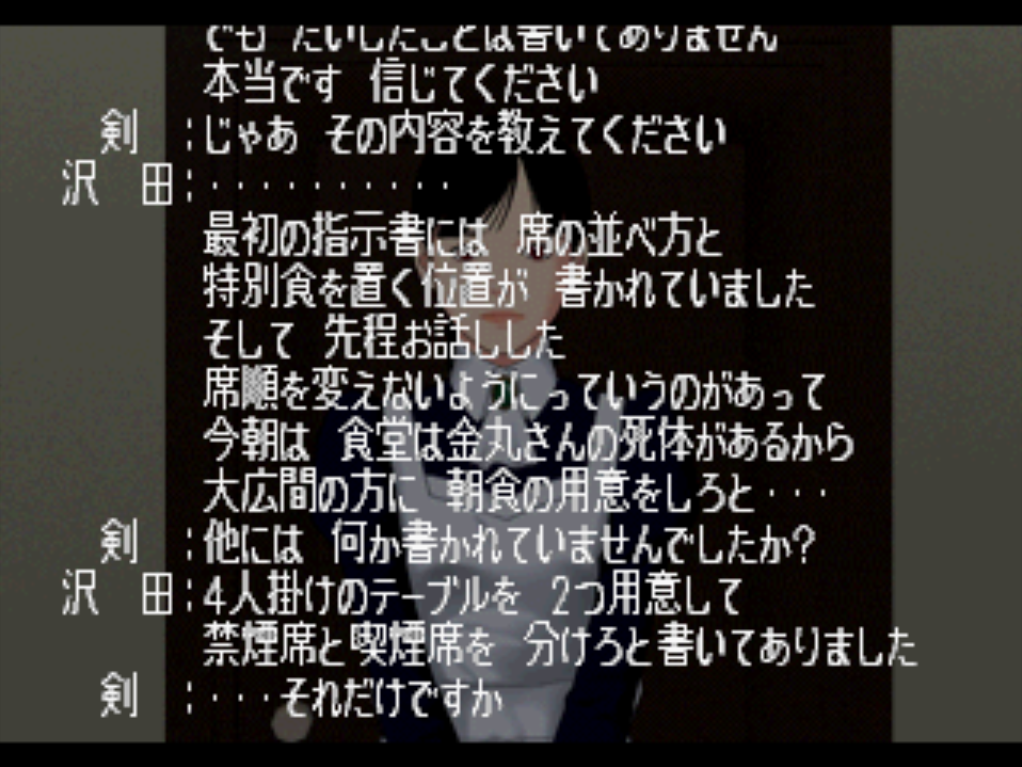 でも たいしたことは書いてありません
本当です 信じてください
剣 :じゃあ その内容を教えてください
沢 田:・・・・・・・・・・
最初の指示書には 席の並べ方と
特別食を置く位置が 書かれていました
そして 先程お話しした
席順を変えないようにっていうのがあって
今朝は 食堂は金丸さんの死体があるから
大広間の方に 朝食の用意をしろと・・・
剣 :他には 何か書かれていませんでしたか?
沢 田:4人掛けのテーブルを 2つ用意して
禁煙席と喫煙席を 分けろと書いてありました
剣 :・・・それだけですか